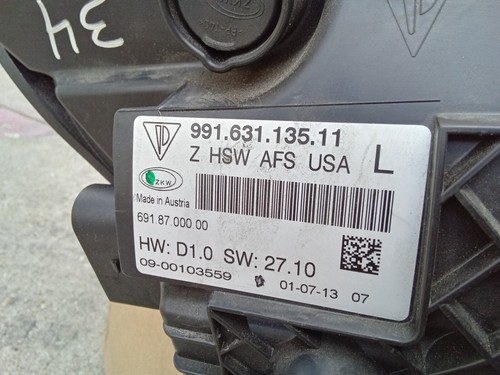 34
ZKW
991.631.135.11
Z HSW AFS USA L
ZKW
Made in Austria
691.87.000.00
HW: D1.0 SW: 27.10
09-00103559
01-07-13 07